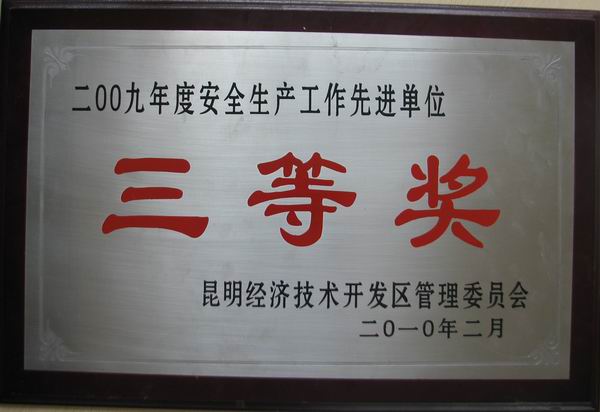 二00九年度安全生产工作先进单位
三等奖
昆明经济技术开发区管理委员会
二0一0年二月